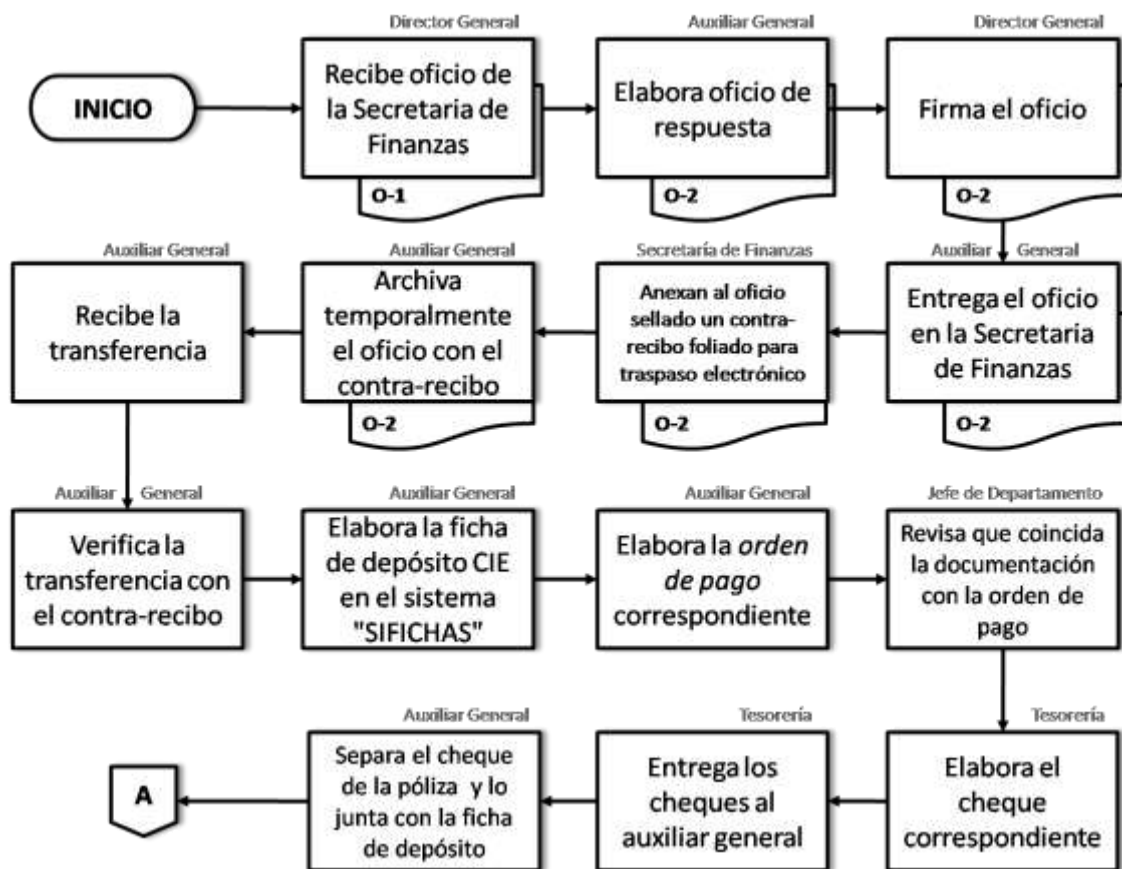 Director General
Auxiliar General
Director General
INICIO
Recibe oficio de
la Secretaria de
Finanzas
O-1
Elabora oficio de
respuesta
O-2
Firma el oficio
O-2
Auxiliar General
Entrega el oficio
en la Secretaria
de Finanzas
O-2
Secretaría de Finanzas
Anexan al oficio
sellado un contra-
recibo foliado para
traspaso electrónico
O-2
Auxiliar General
Archiva
temporalmente
el oficio con el
contra-recibo
O-2
Auxiliar General
Recibe la
transferencia
Auxiliar General
Verifica la
transferencia con
el contra-recibo
Auxiliar General
Elabora la ficha
de depósito CIE
en el sistema
"SIFICHAS"
Auxiliar General
Elabora la orden
de pago
correspondiente
Jefe de Departamento
Revisa que coincida
la documentación
con la orden de
pago
Tesorería
Elabora el
cheque
correspondiente
Tesorería
Entrega los
cheques al
auxiliar general
Auxiliar General
Separa el cheque
de la póliza y lo
junta con la ficha
de depósito
A